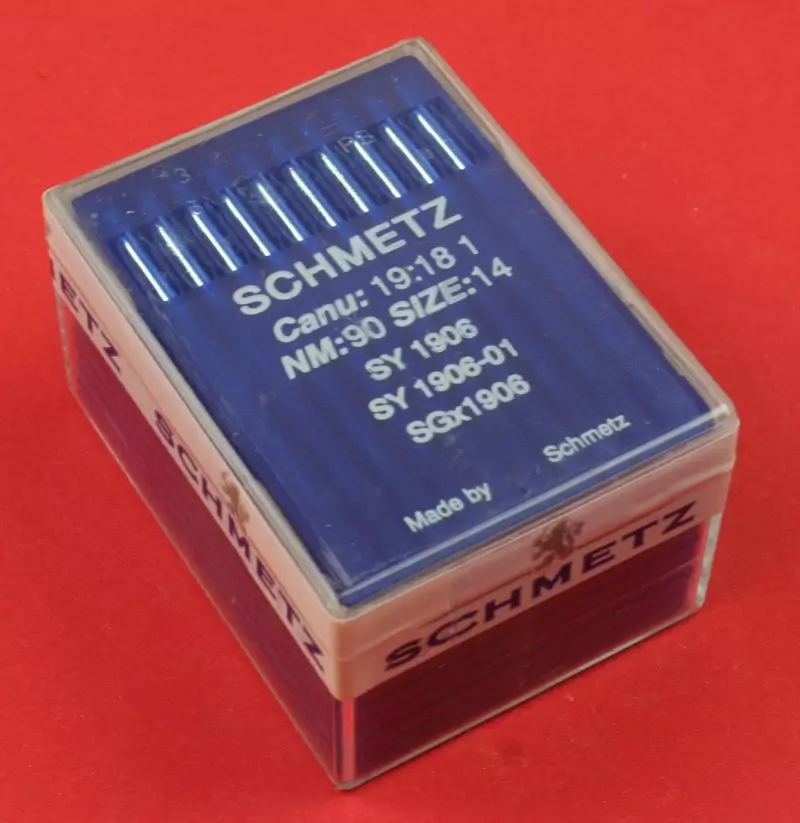 SCHMETZ
Canu: 19:18 1
NM:90 SIZE:14
SY 1906
SY 1906-01
SGx1906
Made by Schmetz
ETZ
SCHMETZ
SCHMETZ